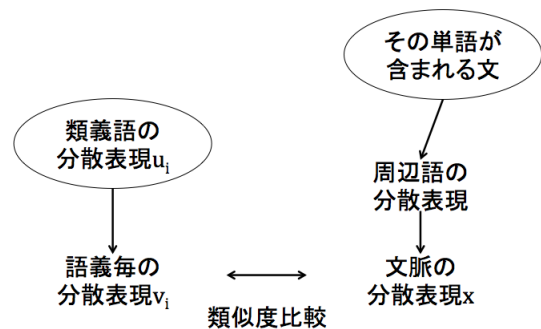 その単語が
含まれる文
類義語の
分散表現ui
周辺語の
分散表現
語義毎の
分散表現vi
文脈の
分散表現x
類似度比較